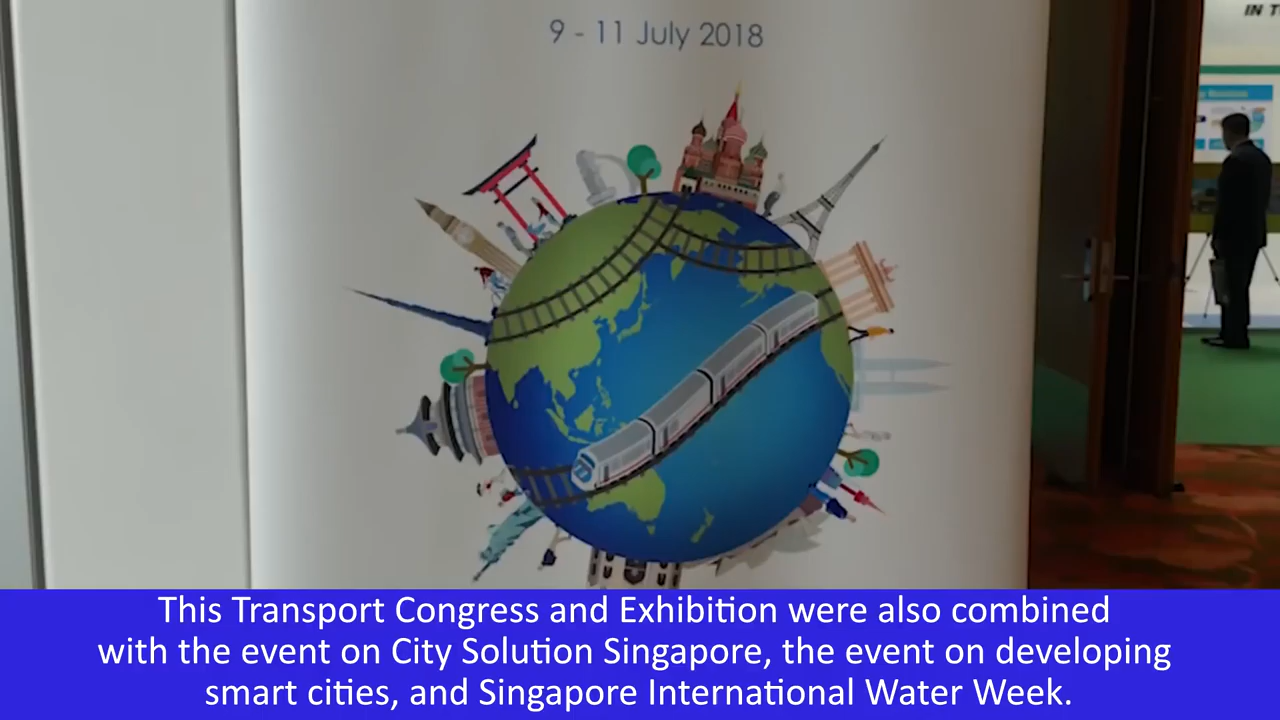 9 - 11 July 2018
IN T
This Transport Congress and Exhibition were also combined
with the event on City Solution Singapore, the event on developing
smart cities, and Singapore International Water Week.